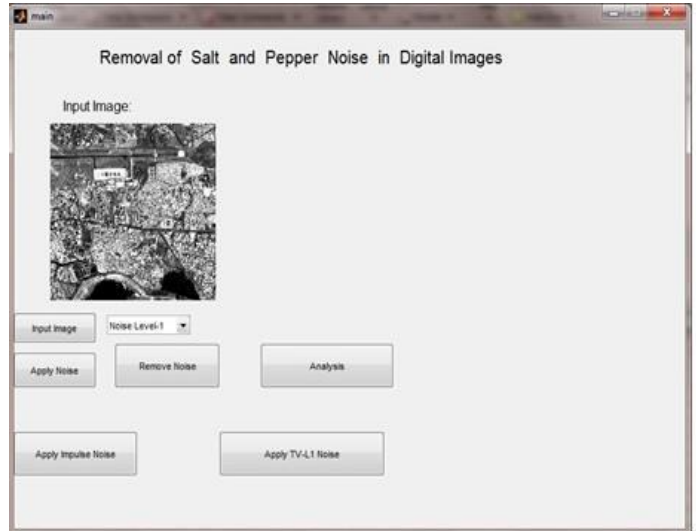 main
Removal of Salt and Pepper Noise in Digital Images
Input Image:
Input Image
Noise Level-1
Apply Noise
Remove Noise
Analysis
Apply Impulse Noise
Apply TV-L1 Noise